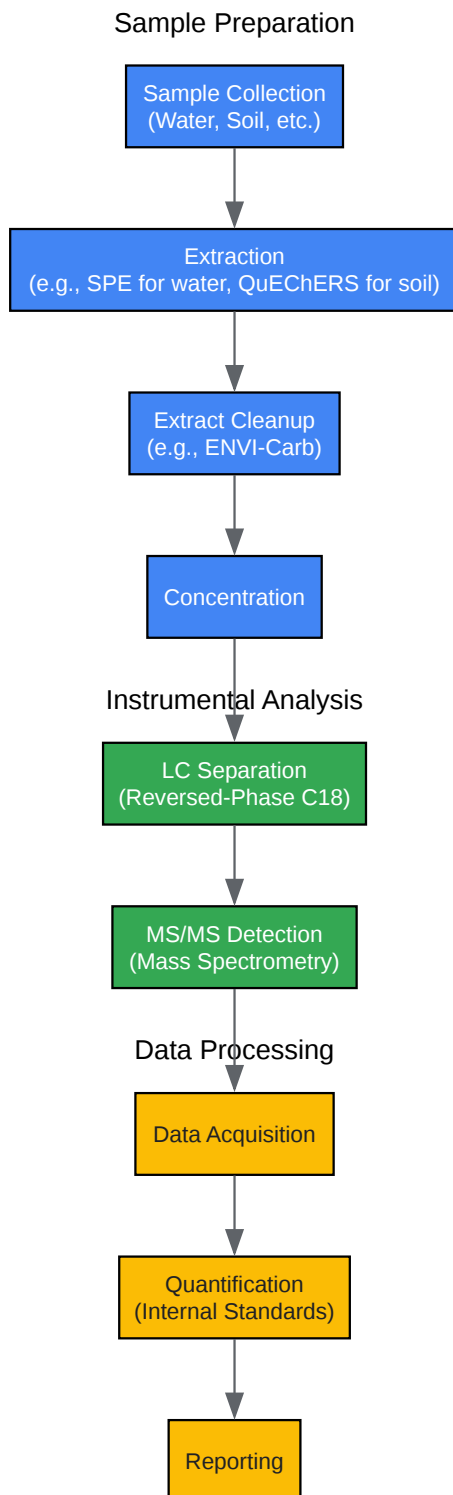 Sample Preparation
Sample Collection
(Water, Soil, etc.)
Extraction
(e.g., SPE for water, QuEChERS for soil)
Extract Cleanup
(e.g., ENVI-Carb)
Concentration
Instrumental Analysis
LC Separation
(Reversed-Phase C18)
MS/MS Detection
(Mass Spectrometry)
Data Processing
Data Acquisition
Quantification
(Internal Standards)
Reporting